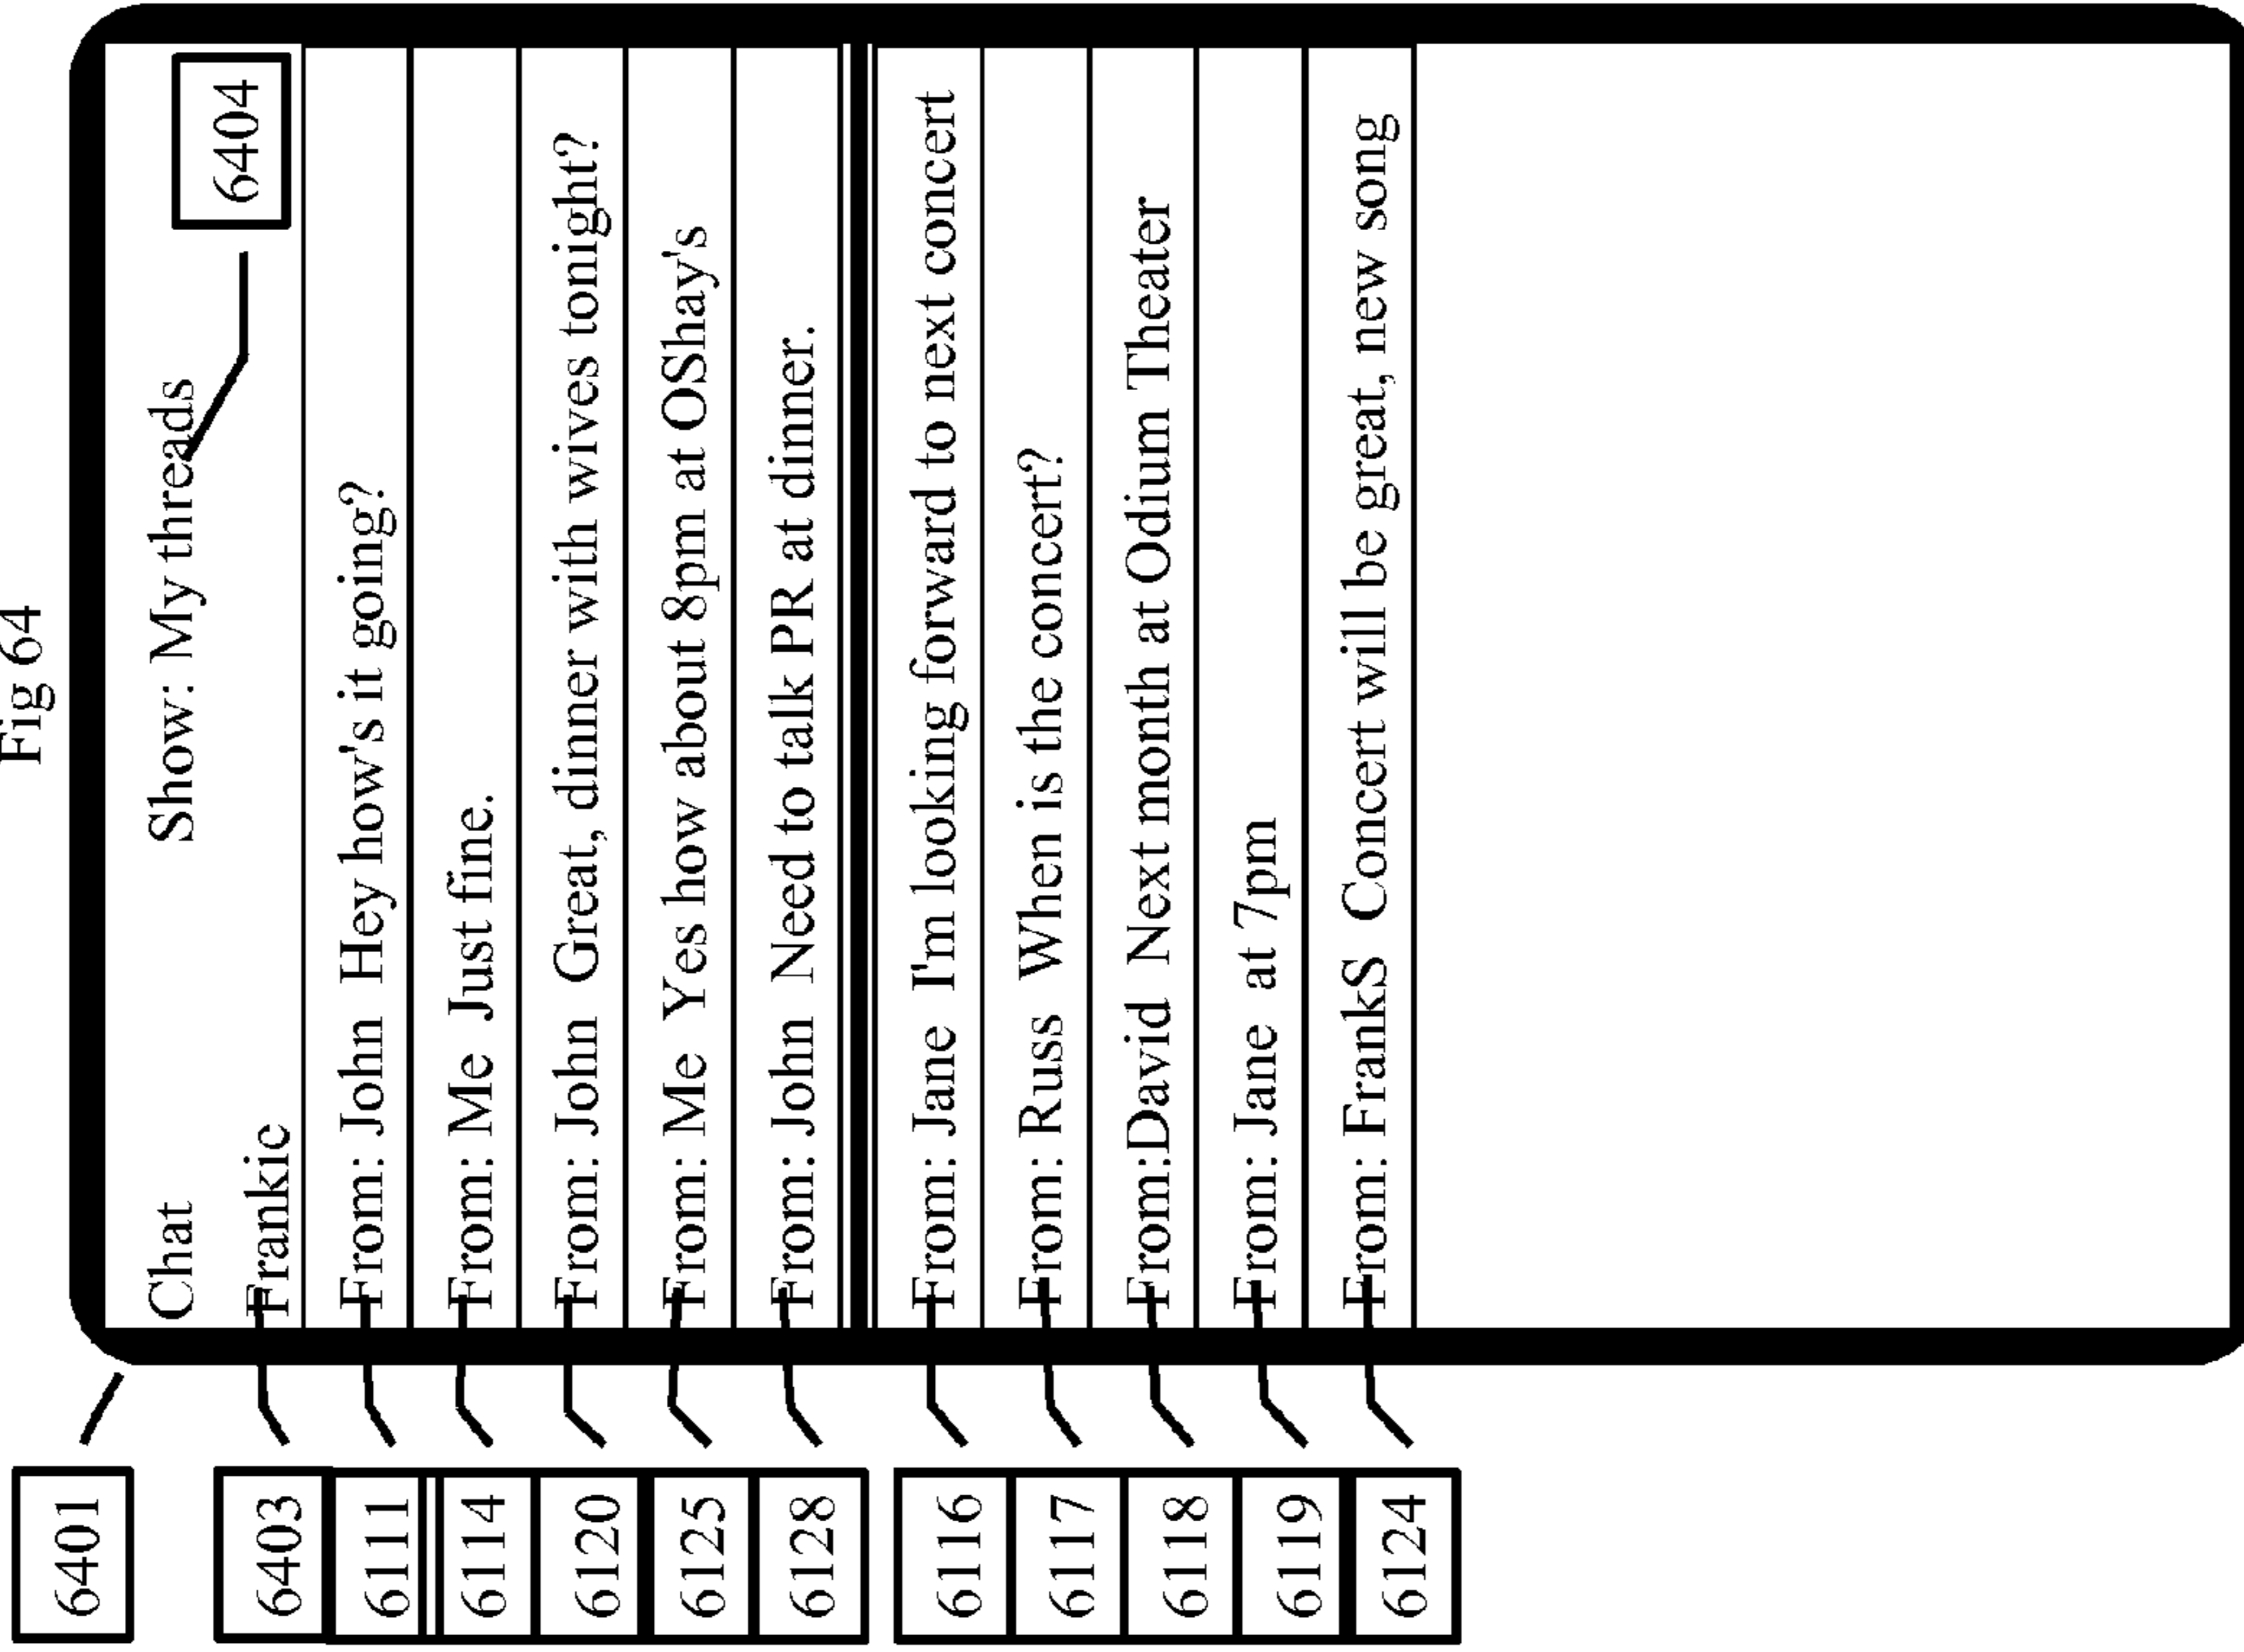 Fig 64
6401
Chat Show: My threads
6404
6403
Frankie
6111
From: John Hey how's it going?
6114
From: Me Just fine.
6120
From: John Great, dinner with wives tonight?
6125
From: Me Yes how about 8pm at OShay's
6128
From: John Need to talk PR at dinner.
6116
From: Jane I'm looking forward to next concert
6117
From: Russ When is the concert?
6118
From:David Next month at Odium Theater
6119
From: Jane at 7pm
6124
From: FrankS Concert will be great, new song